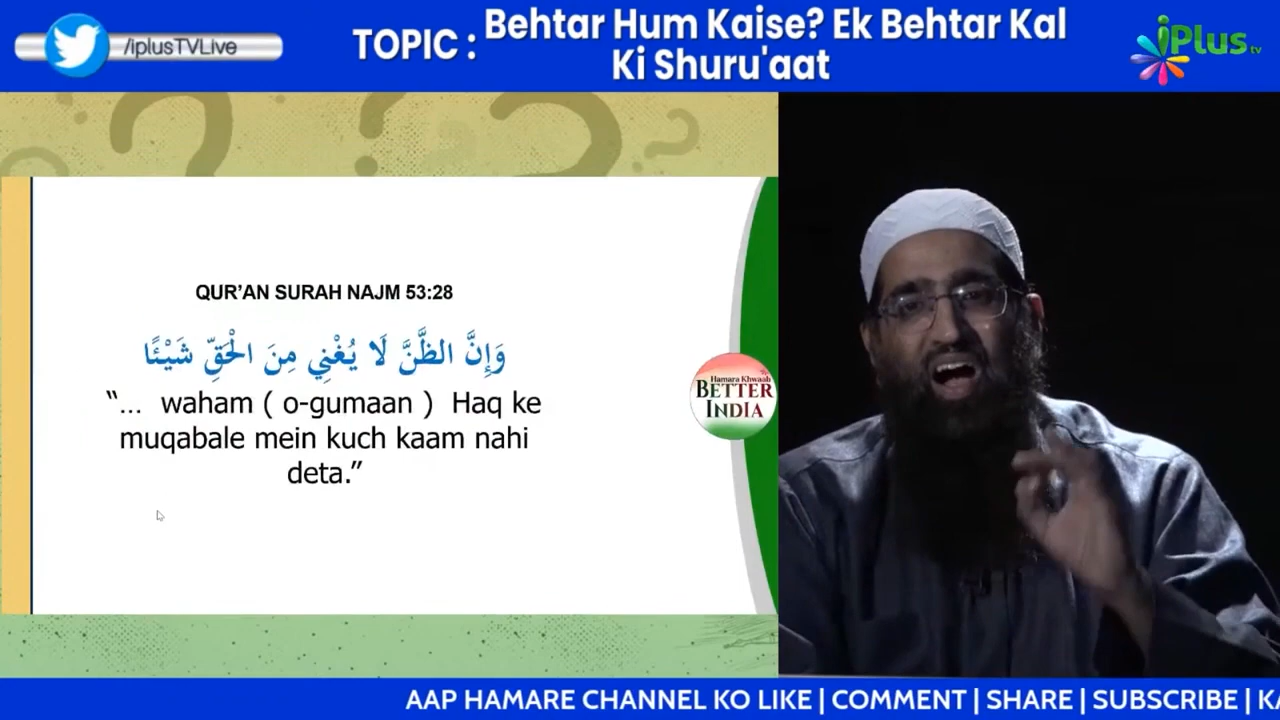 /iplusTVLive
TOPIC :
Behtar Hum Kaise? Ek Behtar Kal
Ki Shuru'aat
iPlus tv
QUR'AN SURAH NAJM 53:28
وَإِنَّ الظَّنَّ لَا يُغْنِي مِنَ الْحَقِّ شَيْئًا
“... waham ( o-gumaan ) Haq ke
muqabale mein kuch kaam nahi
deta.”
Hamara Khwaab
BETTER
INDIA
AAP HAMARE CHANNEL KO LIKE | COMMENT | SHARE | SUBSCRIBE | KA